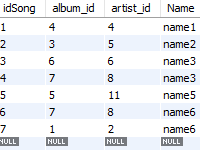 idSong album_id artist_id Name
1 4 4 name1
2 3 5 name2
3 6 6 name3
4 7 8 name3
5 5 11 name5
6 7 8 name6
7 1 2 name6
NULL NULL NULL NULL